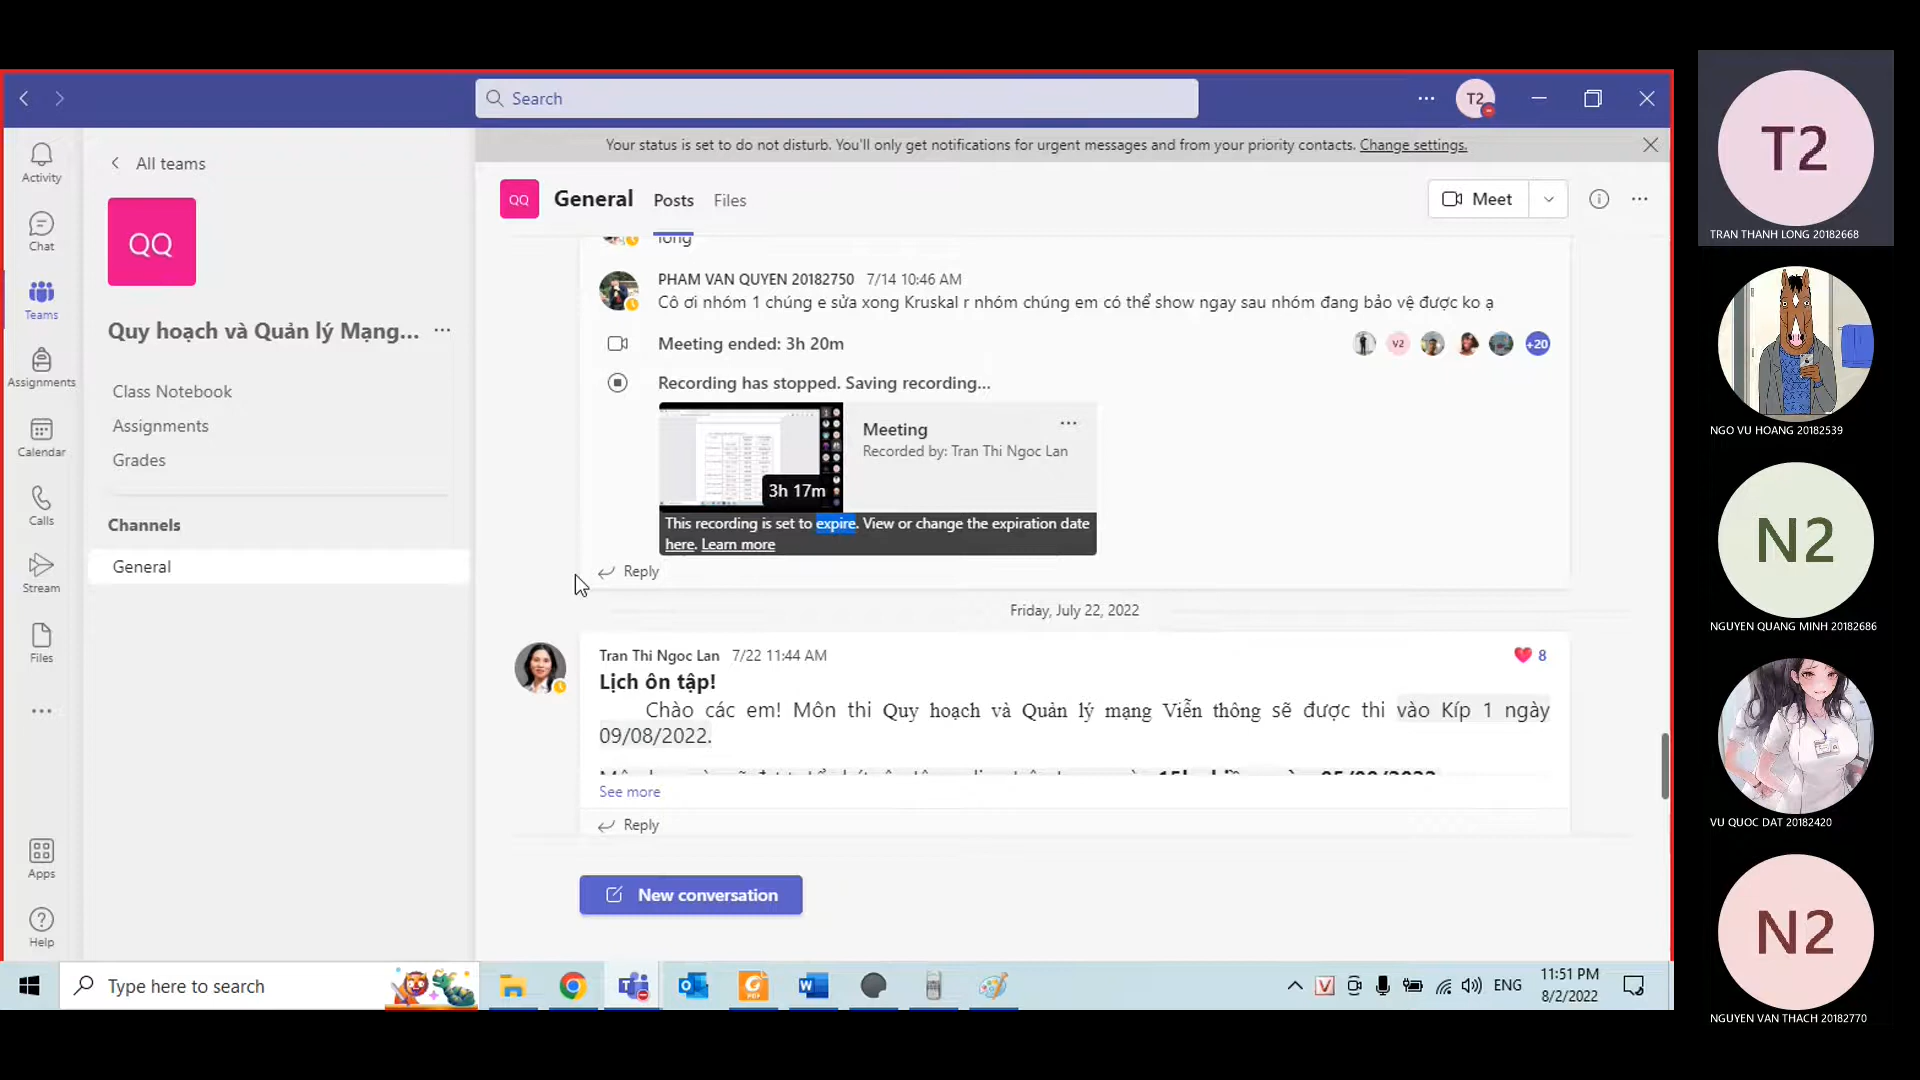 Search
T2
Your status is set to do not disturb. You'll only get notifications for urgent messages and from your priority contacts. Change settings.
Activity
Chat
Teams
Assignments
Calendar
Calls
Stream
Files
Apps
Help
All teams
QQ
Quy hoạch và Quản lý Mạng...
Class Notebook
Assignments
Grades
Channels
General
QQ
General
Posts
Files
Meet
long
PHAM VAN QUYEN 20182750 7/14 10:46 AM
Cô ơi nhóm 1 chúng e sửa xong Kruskal r nhóm chúng em có thể show ngay sau nhóm đang bảo vệ được ko ạ
Meeting ended: 3h 20m
V2
+20
Recording has stopped. Saving recording...
3h 17m
Meeting
Recorded by: Tran Thi Ngoc Lan
This recording is set to expire. View or change the expiration date
here. Learn more
Reply
Friday, July 22, 2022
Tran Thi Ngoc Lan 7/22 11:44 AM
8
Lịch ôn tập!
Chào các em! Môn thi Quy hoạch và Quản lý mạng Viễn thông sẽ được thi vào Kíp 1 ngày
09/08/2022.
See more
Reply
New conversation
Type here to search
ENG
11:51 PM
8/2/2022
T2
TRAN THANH LONG 20182668
NGO VU HOANG 20182539
N2
NGUYEN QUANG MINH 20182686
VU QUOC DAT 20182420
N2
NGUYEN VAN THACH 20182770